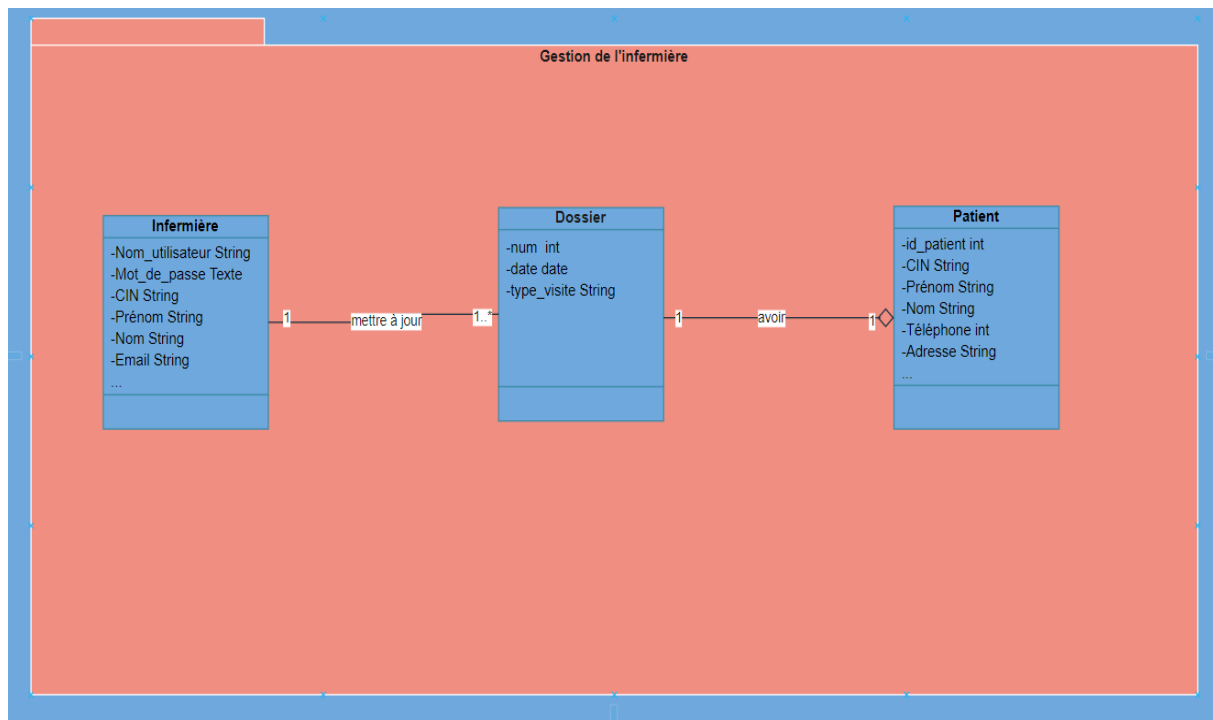 Gestion de l'infermière
Infermière
-Nom_utilisateur String
-Mot_de_passe Texte
-CIN String
-Prénom String
-Nom String
-Email String
...
1
mettre à jour
1..*
Dossier
-num int
-date date
-type_visite String
1
avoir
1
Patient
-id_patient int
-CIN String
-Prénom String
-Nom String
-Téléphone int
-Adresse String
...